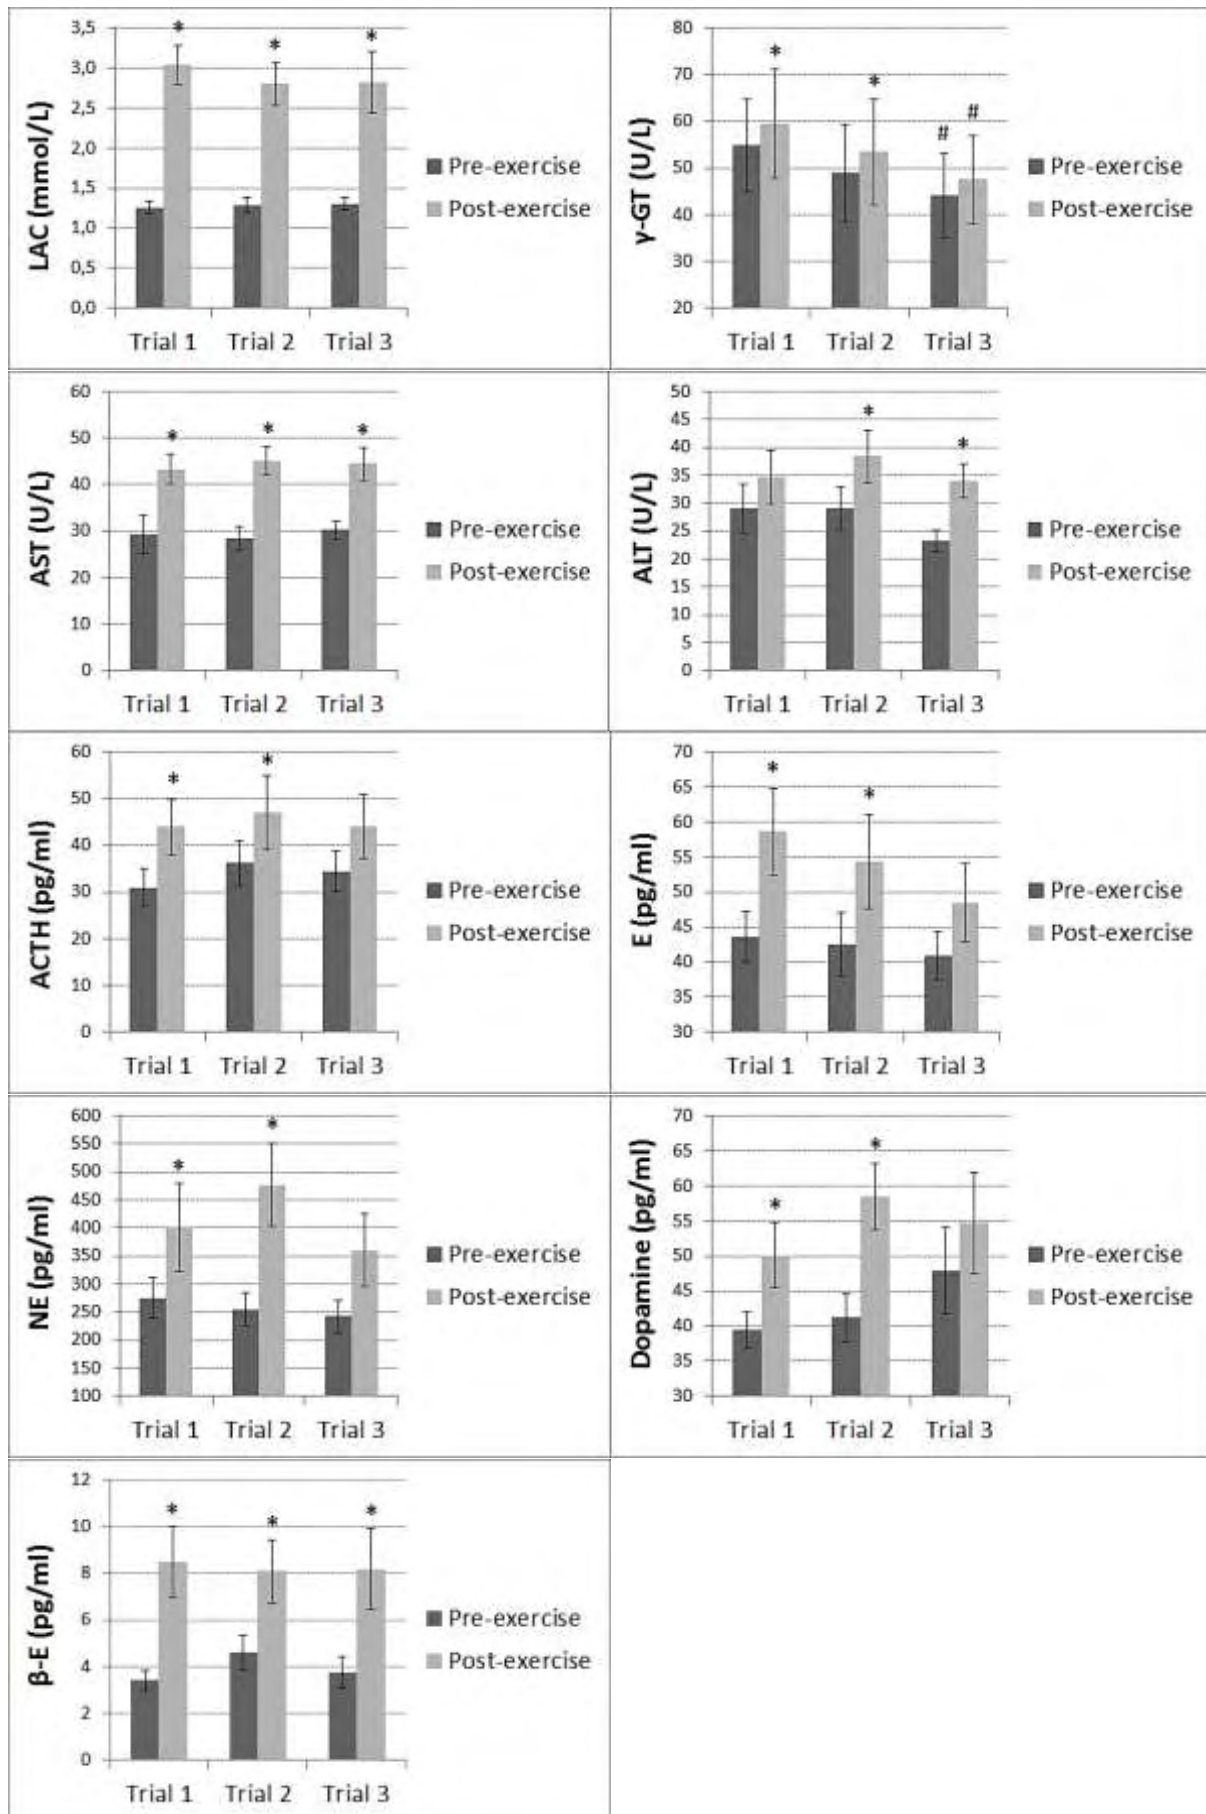 3,5
3,0
2,5
2,0
1,5
1,0
0,5
0,0
LAC (mmol/L)
* * *
Trial 1 Trial 2 Trial 3
Pre-exercise
Post-exercise
80
70
60
50
40
30
20
γ-GT (U/L)
* * # #
Trial 1 Trial 2 Trial 3
Pre-exercise
Post-exercise
60
50
40
30
20
10
0
AST (U/L)
* * *
Trial 1 Trial 2 Trial 3
Pre-exercise
Post-exercise
50
45
40
35
30
25
20
15
10
5
0
ALT (U/L)
* *
Trial 1 Trial 2 Trial 3
Pre-exercise
Post-exercise
60
50
40
30
20
10
0
ACTH (pg/ml)
* *
Trial 1 Trial 2 Trial 3
Pre-exercise
Post-exercise
70
65
60
55
50
45
40
35
30
E (pg/ml)
* *
Trial 1 Trial 2 Trial 3
Pre-exercise
Post-exercise
600
550
500
450
400
350
300
250
200
150
100
NE (pg/ml)
* *
Trial 1 Trial 2 Trial 3
Pre-exercise
Post-exercise
70
65
60
55
50
45
40
35
30
Dopamine (pg/ml)
* *
Trial 1 Trial 2 Trial 3
Pre-exercise
Post-exercise
12
10
8
6
4
2
0
β-E (pg/ml)
* * *
Trial 1 Trial 2 Trial 3
Pre-exercise
Post-exercise